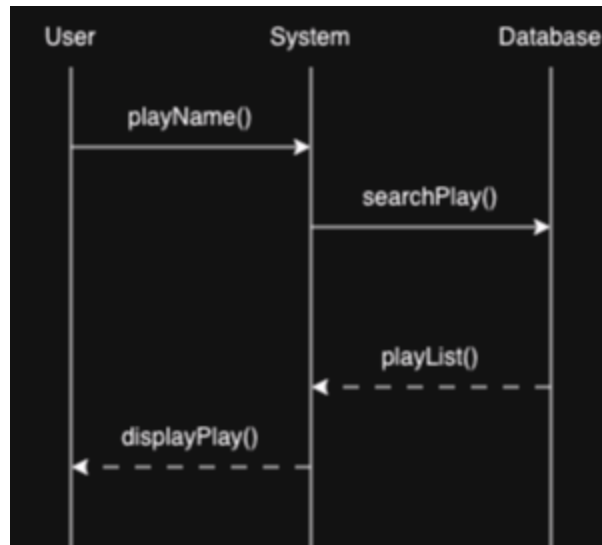 User System Database
playName()
searchPlay()
playList()
displayPlay()